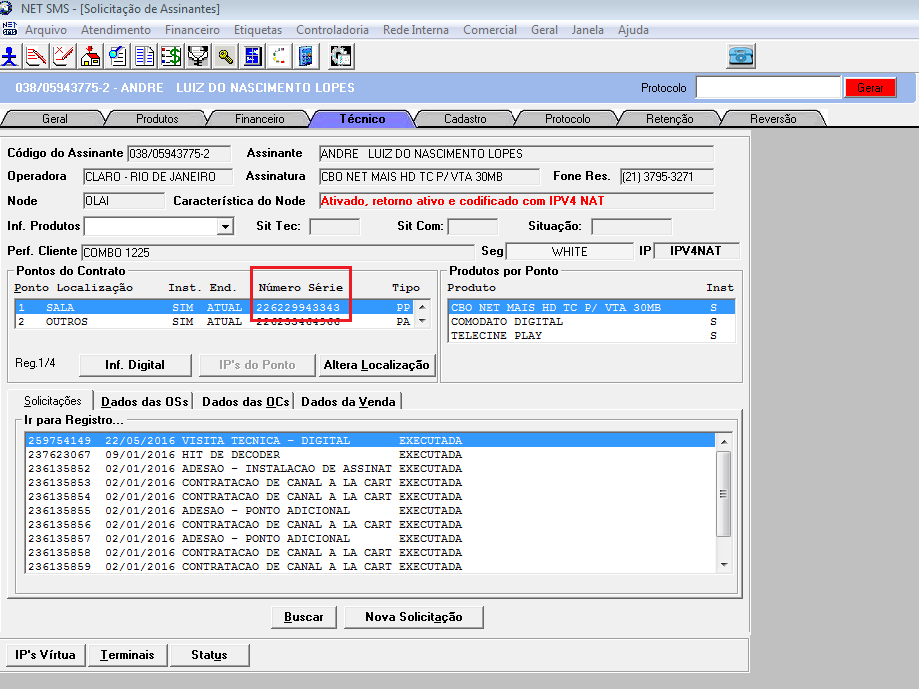 NET SMS - [Solicitação de Assinantes]
NET SMS Arquivo Atendimento Financeiro Etiquetas Controladoria Rede Interna Comercial Geral Janela Ajuda
038/05943775-2 - ANDRE LUIZ DO NASCIMENTO LOPES Protocolo Gerar
Geral Produtos Financeiro Técnico Cadastro Protocolo Retenção Reversão
Código do Assinante 038/05943775-2 Assinante ANDRE LUIZ DO NASCIMENTO LOPES
Operadora CLARO - RIO DE JANEIRO Assinatura CBO NET MAIS HD TC P/ VTA 30MB Fone Res. (21) 3795-3271
Node OLAI Característica do Node Ativado, retorno ativo e codificado com IPV4 NAT
Inf. Produtos Sit Tec: Sit Com: Situação:
Perf. Cliente COMBO 1225 Seg WHITE IP IPV4NAT
Pontos do Contrato Produtos por Ponto
Ponto Localização Inst. End. Número Série Tipo Produto Inst
1 SALA SIM ATUAL 226229943343 PP CBO NET MAIS HD TC P/ VTA 30MB S
2 OUTROS SIM ATUAL PA COMODATO DIGITAL S
TELECINE PLAY S
Reg.1/4 Inf. Digital IP's do Ponto Altera Localização
Solicitações Dados das OSs Dados das OCs Dados da Venda
Ir para Registro...
259754149 22/05/2016 VISITA TECNICA - DIGITAL EXECUTADA
237623067 09/01/2016 HIT DE DECODER EXECUTADA
236135852 02/01/2016 ADESAO - INSTALACAO DE ASSINAT EXECUTADA
236135853 02/01/2016 CONTRATACAO DE CANAL A LA CART EXECUTADA
236135854 02/01/2016 CONTRATACAO DE CANAL A LA CART EXECUTADA
236135855 02/01/2016 ADESAO - PONTO ADICIONAL EXECUTADA
236135856 02/01/2016 CONTRATACAO DE CANAL A LA CART EXECUTADA
236135857 02/01/2016 ADESAO - PONTO ADICIONAL EXECUTADA
236135858 02/01/2016 CONTRATACAO DE CANAL A LA CART EXECUTADA
236135859 02/01/2016 CONTRATACAO DE CANAL A LA CART EXECUTADA
Buscar Nova Solicitação
IP's Vírtua Terminais Status